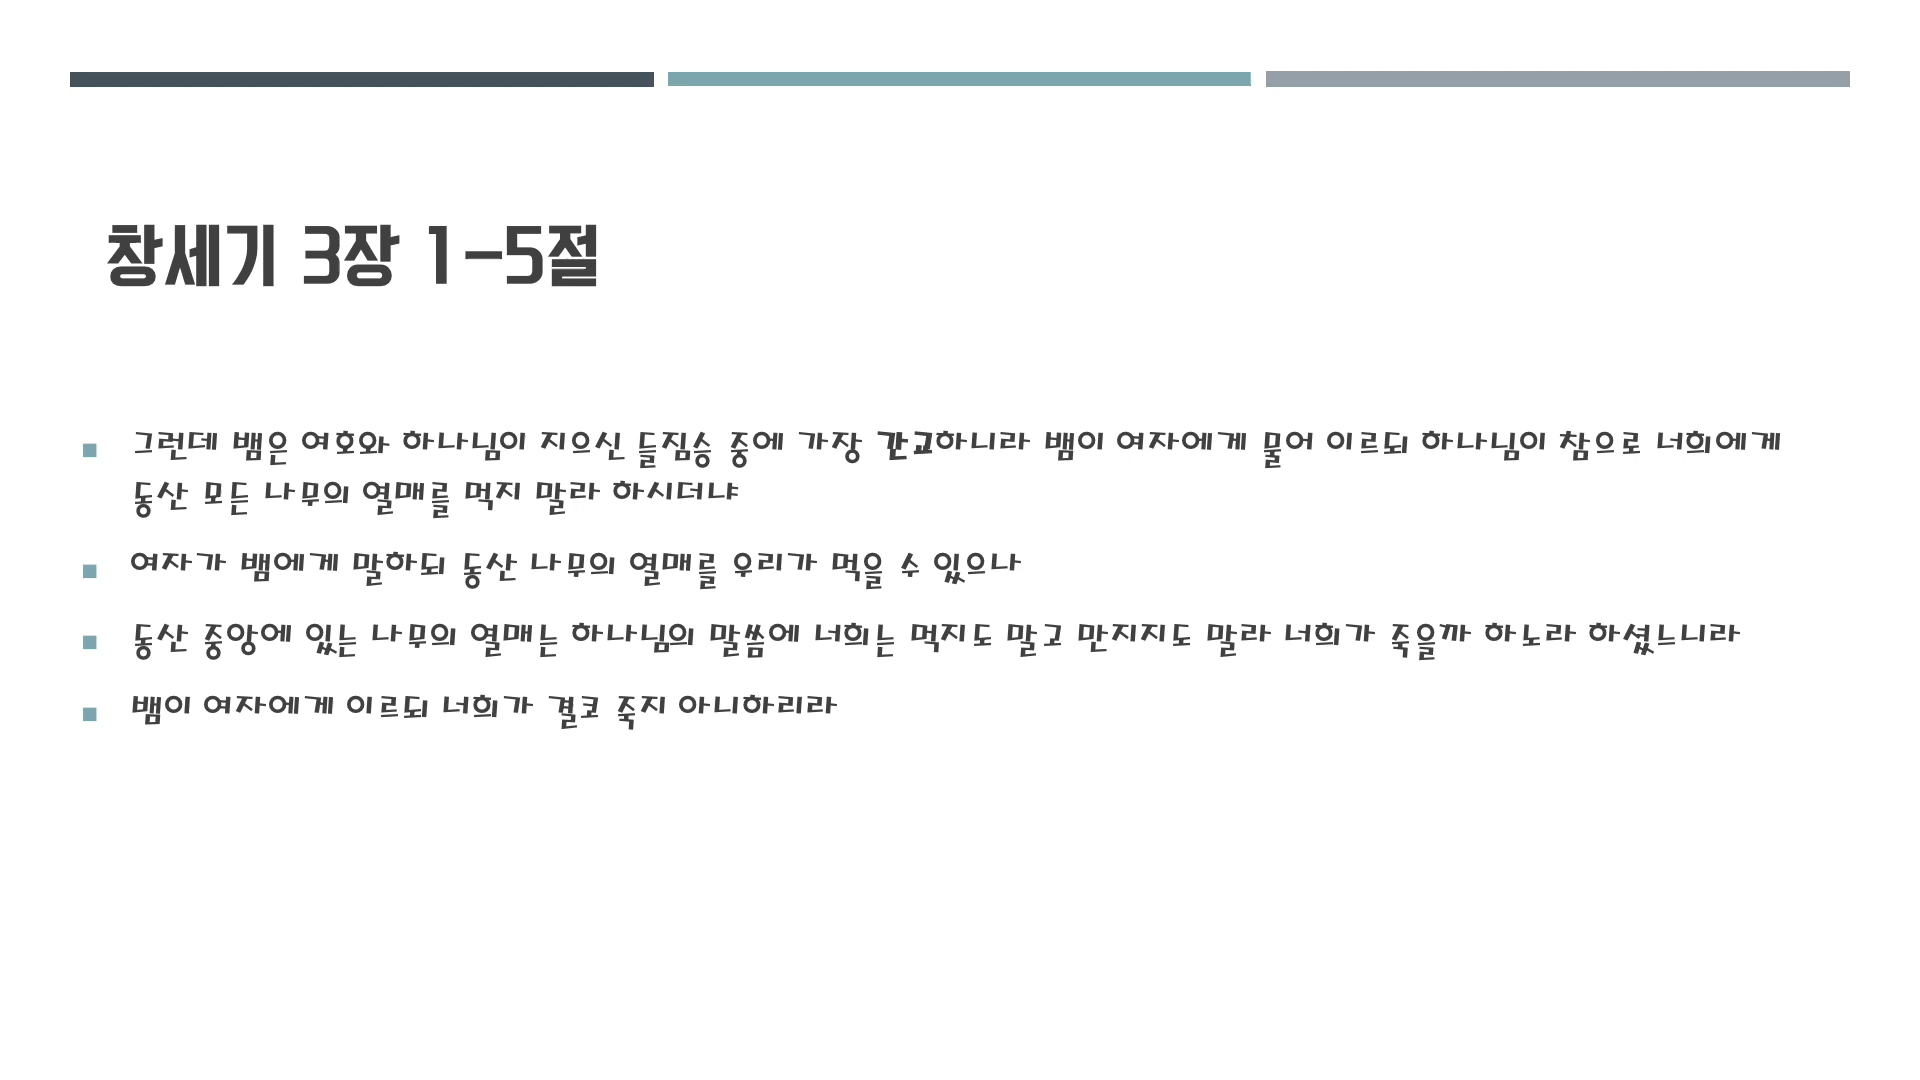 창세기 3장 1-5절
그런데 뱀은 여호와 하나님이 지으신 들짐승 중에 가장 간교하니라 뱀이 여자에게 물어 이르되 하나님이 참으로 너희에게
동산 모든 나무의 열매를 먹지 말라 하시더냐
여자가 뱀에게 말하되 동산 나무의 열매를 우리가 먹을 수 있으나
동산 중앙에 있는 나무의 열매는 하나님의 말씀에 너희는 먹지도 말고 만지지도 말라 너희가 죽을까 하노라 하셨느니라
뱀이 여자에게 이르되 너희가 결코 죽지 아니하리라